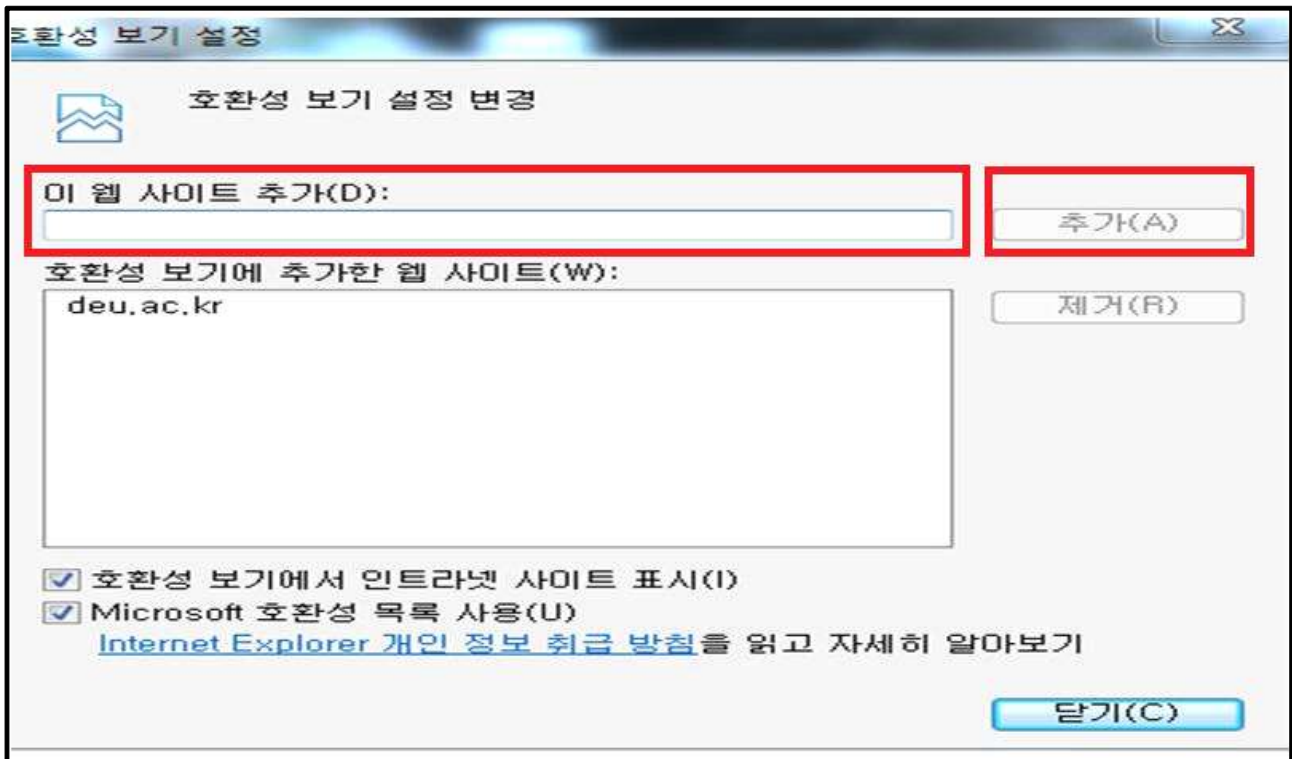 호환성 보기 설정
호환성 보기 설정 변경
이 웹 사이트 추가(D):
추가(A)
호환성 보기에 추가한 웹 사이트(W):
deu.ac.kr
제거(R)
호환성 보기에서 인트라넷 사이트 표시(I)
Microsoft 호환성 목록 사용(U)
Internet Explorer 개인 정보 취급 방침을 읽고 자세히 알아보기
닫기(C)